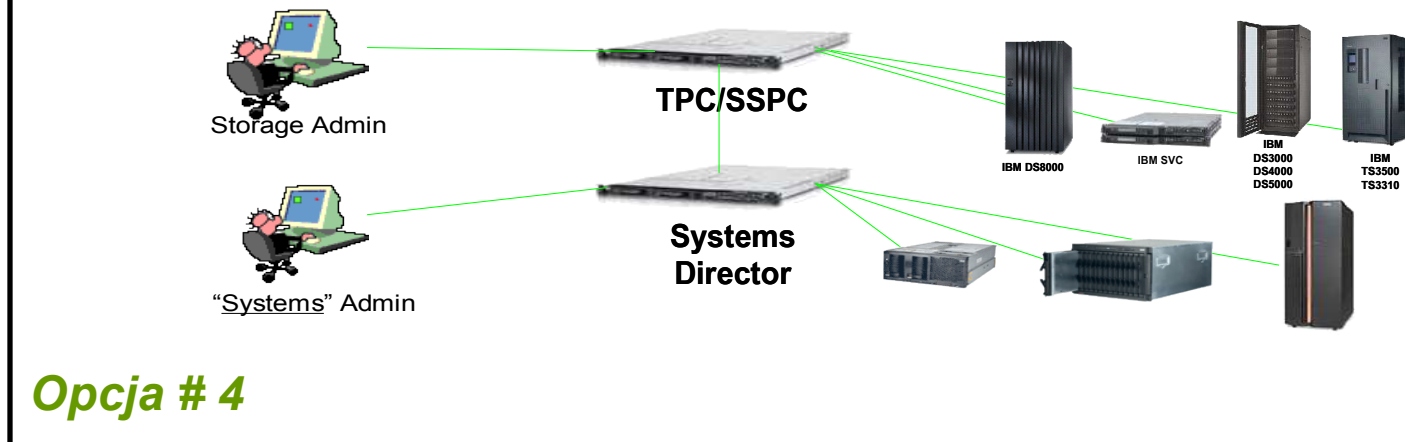 Storage Admin
TPC/SSPC
IBM DS8000
IBM SVC
IBM
DS3000
DS4000
DS5000
IBM
TS3500
TS3310
“Systems” Admin
Systems
Director
Opcja # 4